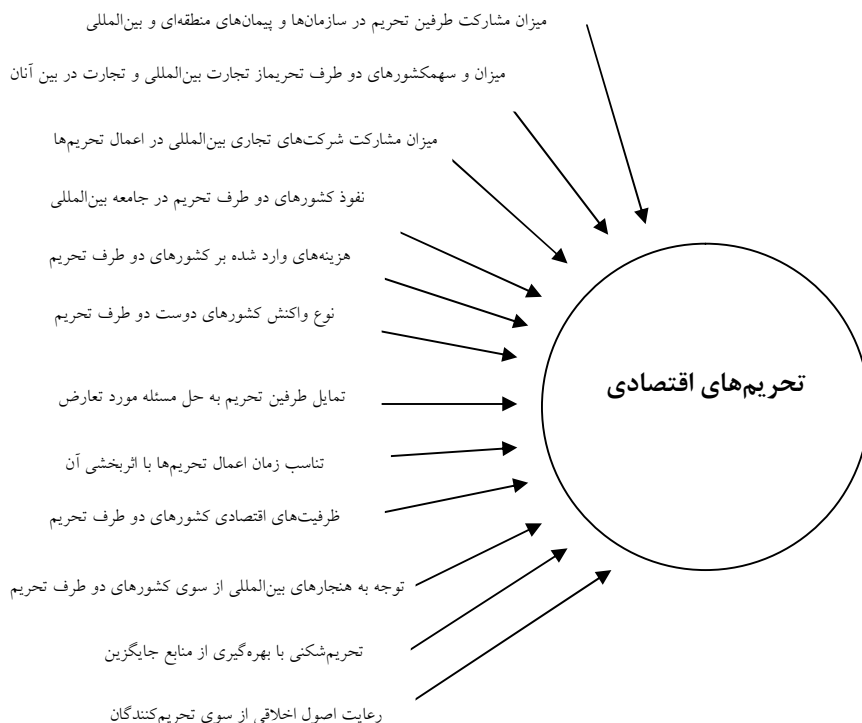 میزان مشارکت طرفین تحریم در سازمان‌ها و پیمان‌های منطقه‌ای و بین‌المللی
میزان و سهمکشورهای دو طرف تحریماز تجارت بین‌المللی و تجارت در بین آنان
میزان مشارکت شرکت‌های تجاری بین‌المللی در اعمال تحریم‌ها
نفوذ کشورهای دو طرف تحریم در جامعه بین‌المللی
هزینه‌های وارد شده بر کشورهای دو طرف تحریم
نوع واکنش کشورهای دوست دو طرف تحریم
تحریم‌های اقتصادی
تمایل طرفین تحریم به حل مسئله مورد تعارض
تناسب زمان اعمال تحریم‌ها با اثربخشی آن
ظرفیت‌های اقتصادی کشورهای دو طرف تحریم
توجه به هنجارهای بین‌المللی از سوی کشورهای دو طرف تحریم
تحریم‌شکنی با بهره‌گیری از منابع جایگزین
رعایت اصول اخلاقی از سوی تحریم‌کنندگان